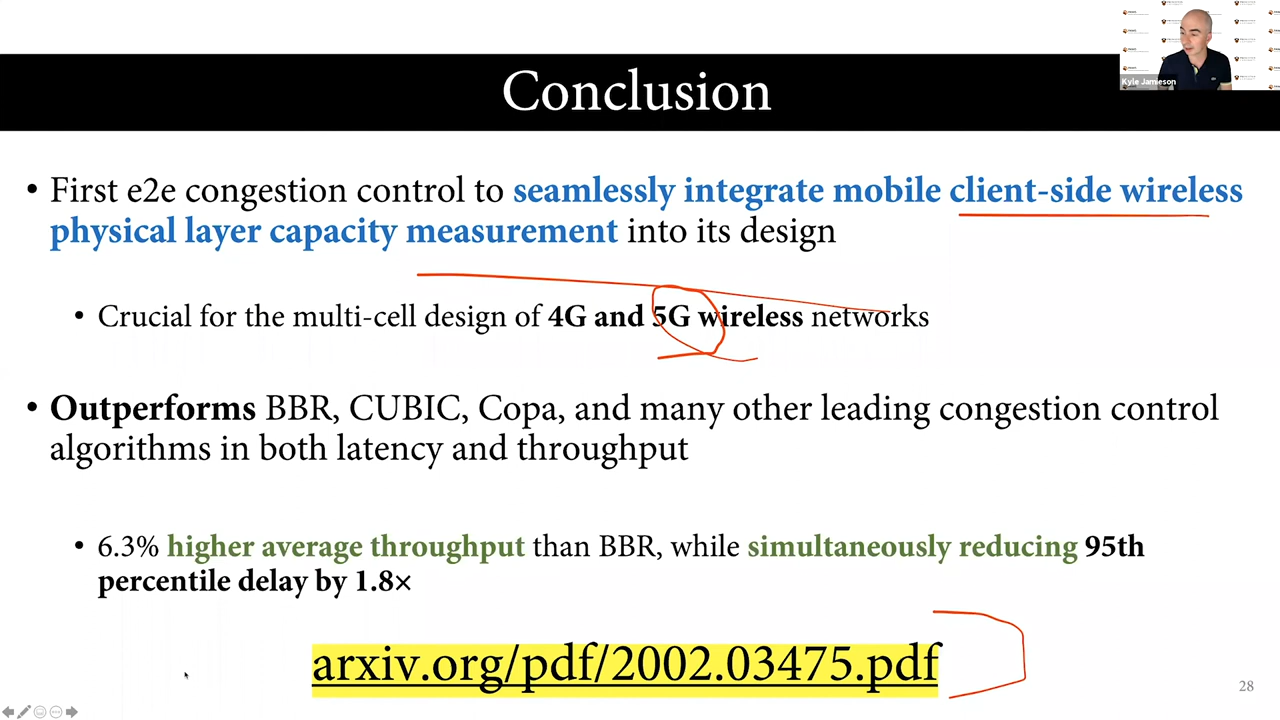 Kyle Jamieson
Conclusion
• First e2e congestion control to seamlessly integrate mobile client-side wireless
physical layer capacity measurement into its design
• Crucial for the multi-cell design of 4G and 5G wireless networks
• Outperforms BBR, CUBIC, Copa, and many other leading congestion control
algorithms in both latency and throughput
• 6.3% higher average throughput than BBR, while simultaneously reducing 95th
percentile delay by 1.8×
arxiv.org/pdf/2002.03475.pdf
28